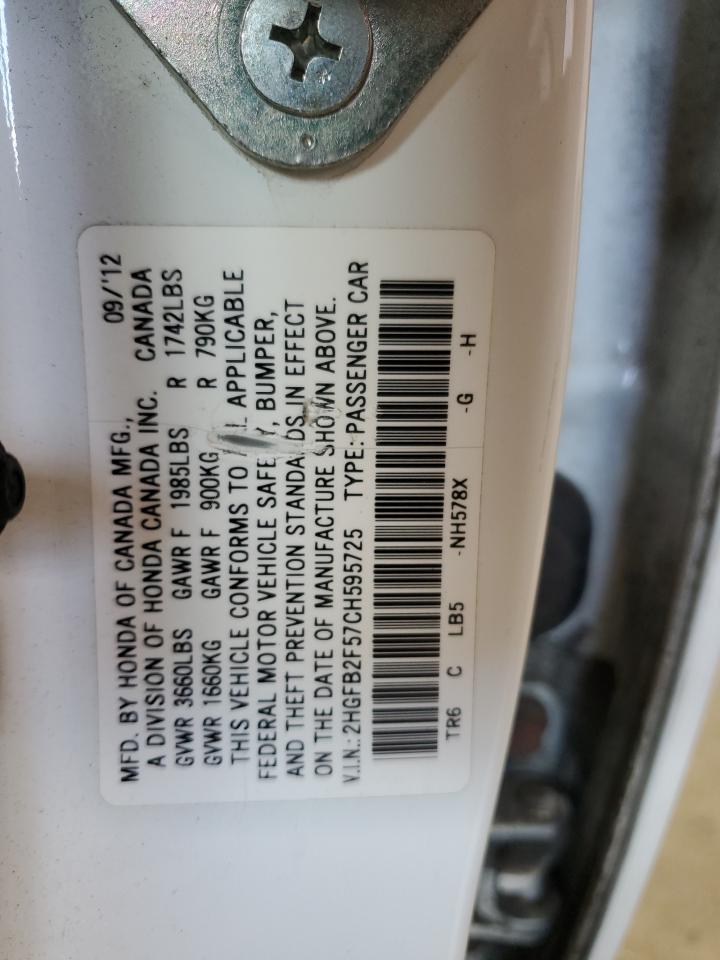 MFD. BY HONDA OF CANADA MFG., 09/'12
A DIVISION OF HONDA CANADA INC. CANADA
GVWR 3660LBS GAWR F 1985LBS R 1742LBS
GVWR 1660KG GAWR F 900KG R 790KG
THIS VEHICLE CONFORMS TO APPLICABLE
FEDERAL MOTOR VEHICLE SAFETY, BUMPER,
AND THEFT PREVENTION STANDARDS IN EFFECT
ON THE DATE OF MANUFACTURE SHOWN ABOVE.
V.I.N.: 2HGFB2F57CH595725 TYPE: PASSENGER CAR
TR6 C LB5 -NH578X -G -H